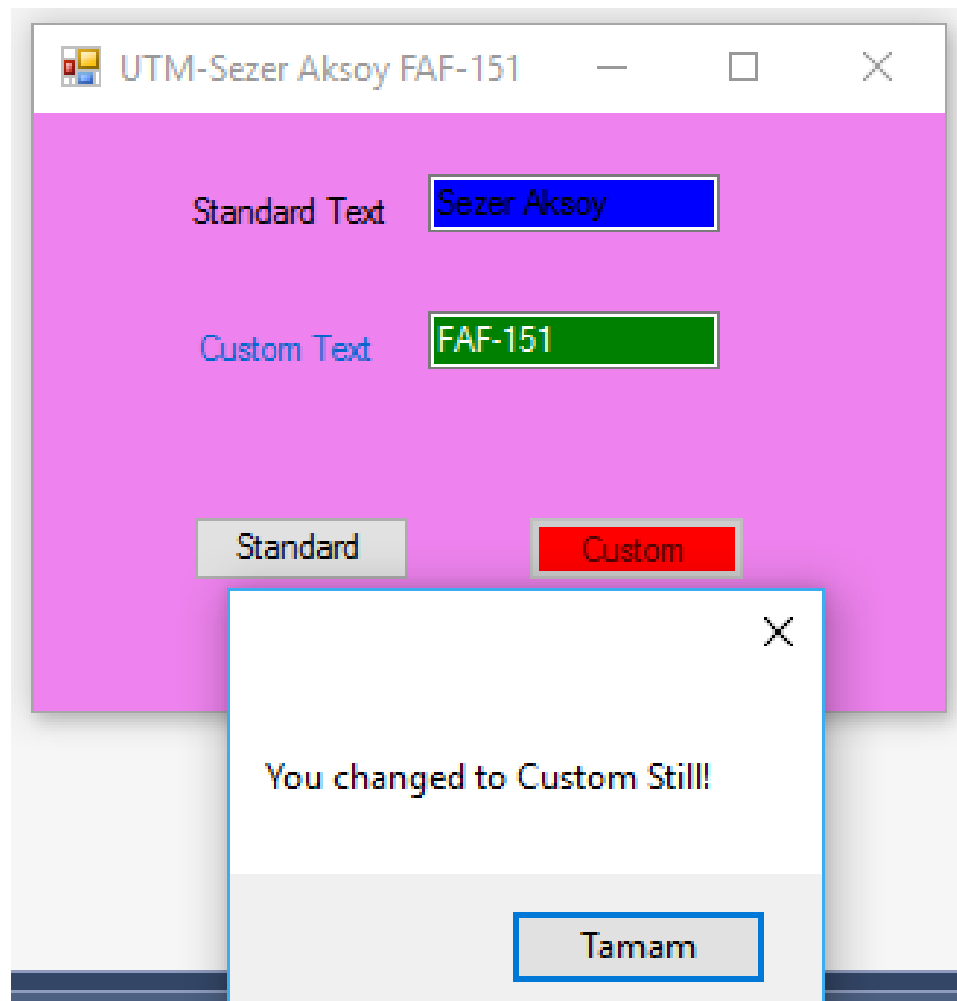 UTM-Sezer Aksoy FAF-151
Standard Text
Sezer Aksoy
Custom Text
FAF-151
Standard
Custom
You changed to Custom Still!
Tamam